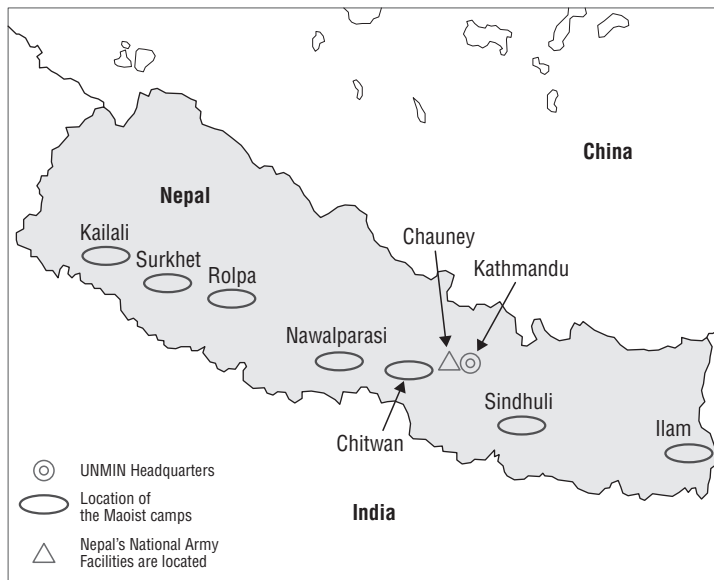 China
Nepal
Chauney
Kailali
Kathmandu
Surkhet
Rolpa
Nawalparasi
Sindhuli
Ilam
Chitwan
UNMIN Headquarters
Location of
the Maoist camps
India
Nepal's National Army
Facilities are located